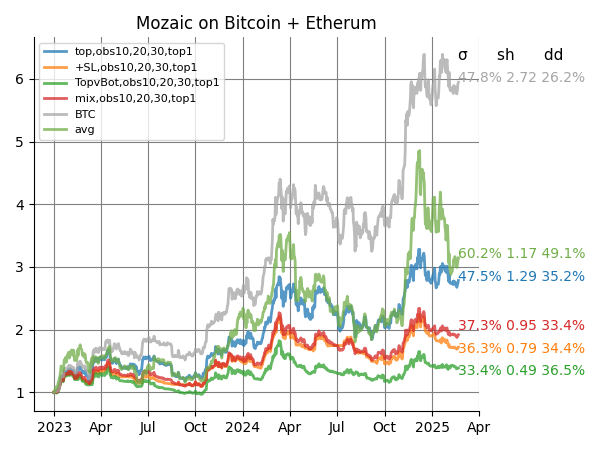 Mozaic on Bitcoin + Etherum
top,obs10,20,30,top1
+SL,obs10,20,30,top1
TopvBot,obs10,20,30,top1
mix,obs10,20,30,top1
BTC
avg
σ sh dd
47.8% 2.72 26.2%
60.2% 1.17 49.1%
47.5% 1.29 35.2%
37.3% 0.95 33.4%
36.3% 0.79 34.4%
33.4% 0.49 36.5%
6
5
4
3
2
1
2023 Apr Jul Oct 2024 Apr Jul Oct 2025 Apr